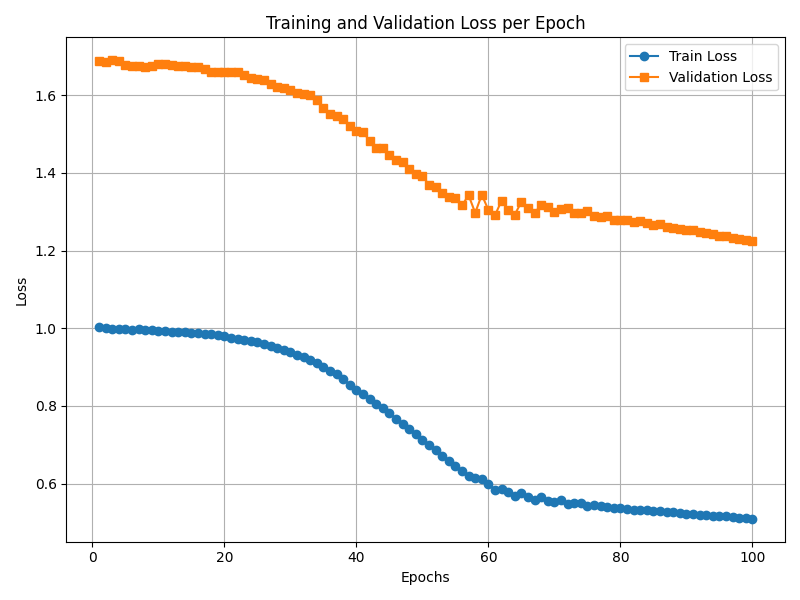 Training and Validation Loss per Epoch
Train Loss
Validation Loss
1.6
1.4
1.2
1.0
0.8
0.6
Loss
0
20
40
60
80
100
Epochs